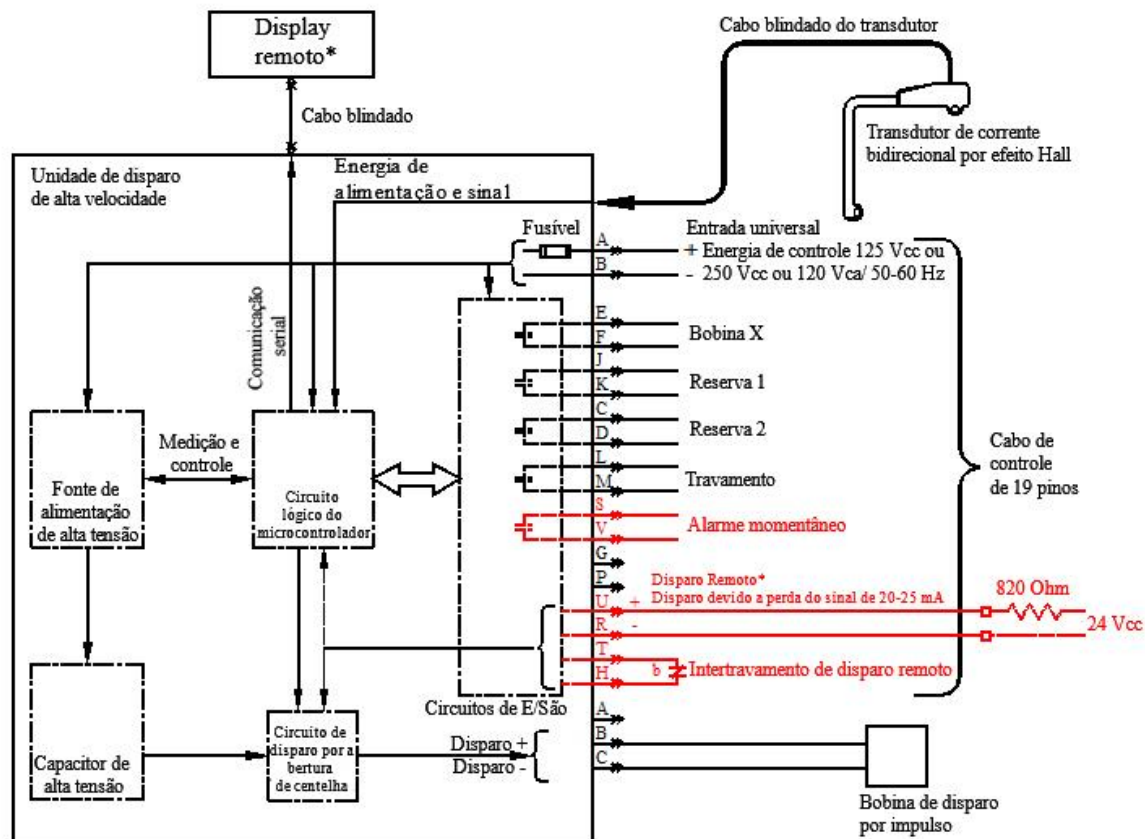 Display
remoto*
Cabo blindado
Cabo blindado do transdutor
Transdutor de corrente
bidirecional por efeito Hall
Unidade de disparo
de alta velocidade
Energia de
alimentação e sinal
Comunicação
serial
Fusível
A
B
Entrada universal
+ Energia de controle 125 Vcc ou
- 250 Vcc ou 120 Vca/ 50-60 Hz
E
F
Bobina X
J
K
Reserva 1
C
D
Reserva 2
L
M
Travamento
S
V
Alarme momentâneo
G
P
Disparo Remoto*
Disparo devido a perda do sinal de 20-25 mA
U
+
R
-
820 Ohm
24 Vcc
T
H
b
Intertravamento de disparo remoto
Cabo de
controle
de 19 pinos
Medição e
controle
Fonte de
alimentação
de alta tensão
Circuito
lógico do
microcontrolador
Circuitos de E/São
Capacitor de
alta tensão
Circuito de
disparo por a
bertura
de centelha
Disparo +
Disparo -
A
B
C
Bobina de disparo
por impulso